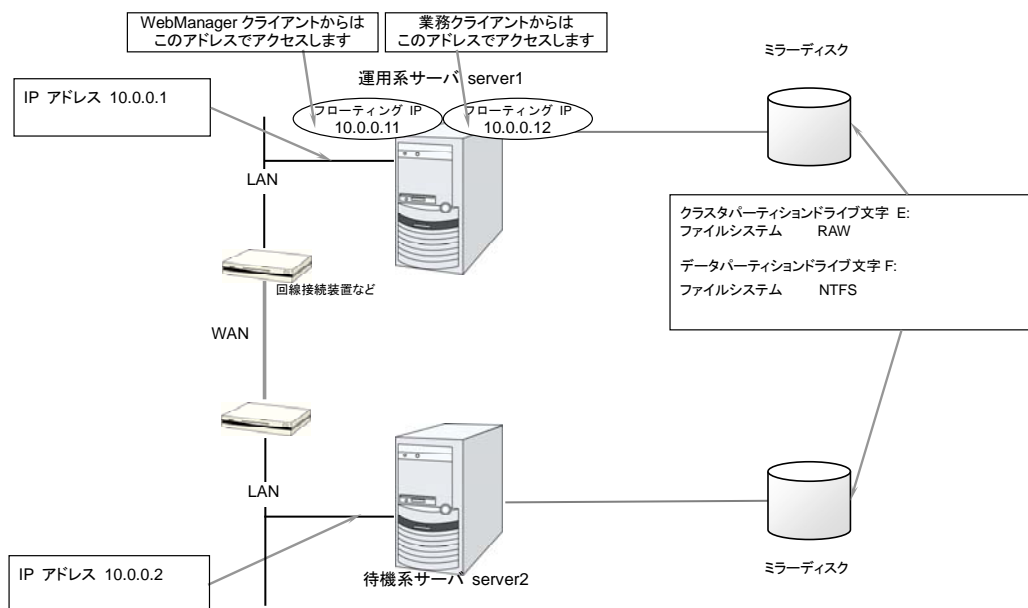 WebManager クライアントからは
このアドレスでアクセスします
業務クライアントからは
このアドレスでアクセスします
ミラーディスク
運用系サーバ server1
IP アドレス 10.0.0.1
フローティング IP
10.0.0.11
フローティング IP
10.0.0.12
LAN
クラスタパーティションドライブ文字 E:
ファイルシステム RAW
データパーティションドライブ文字 F:
ファイルシステム NTFS
回線接続装置など
WAN
LAN
IP アドレス 10.0.0.2
待機系サーバ server2
ミラーディスク